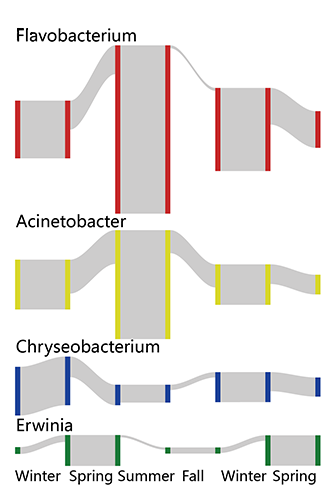 Flavobacterium
Acinetobacter
Chryseobacterium
Erwinia
Winter Spring Summer Fall Winter Spring